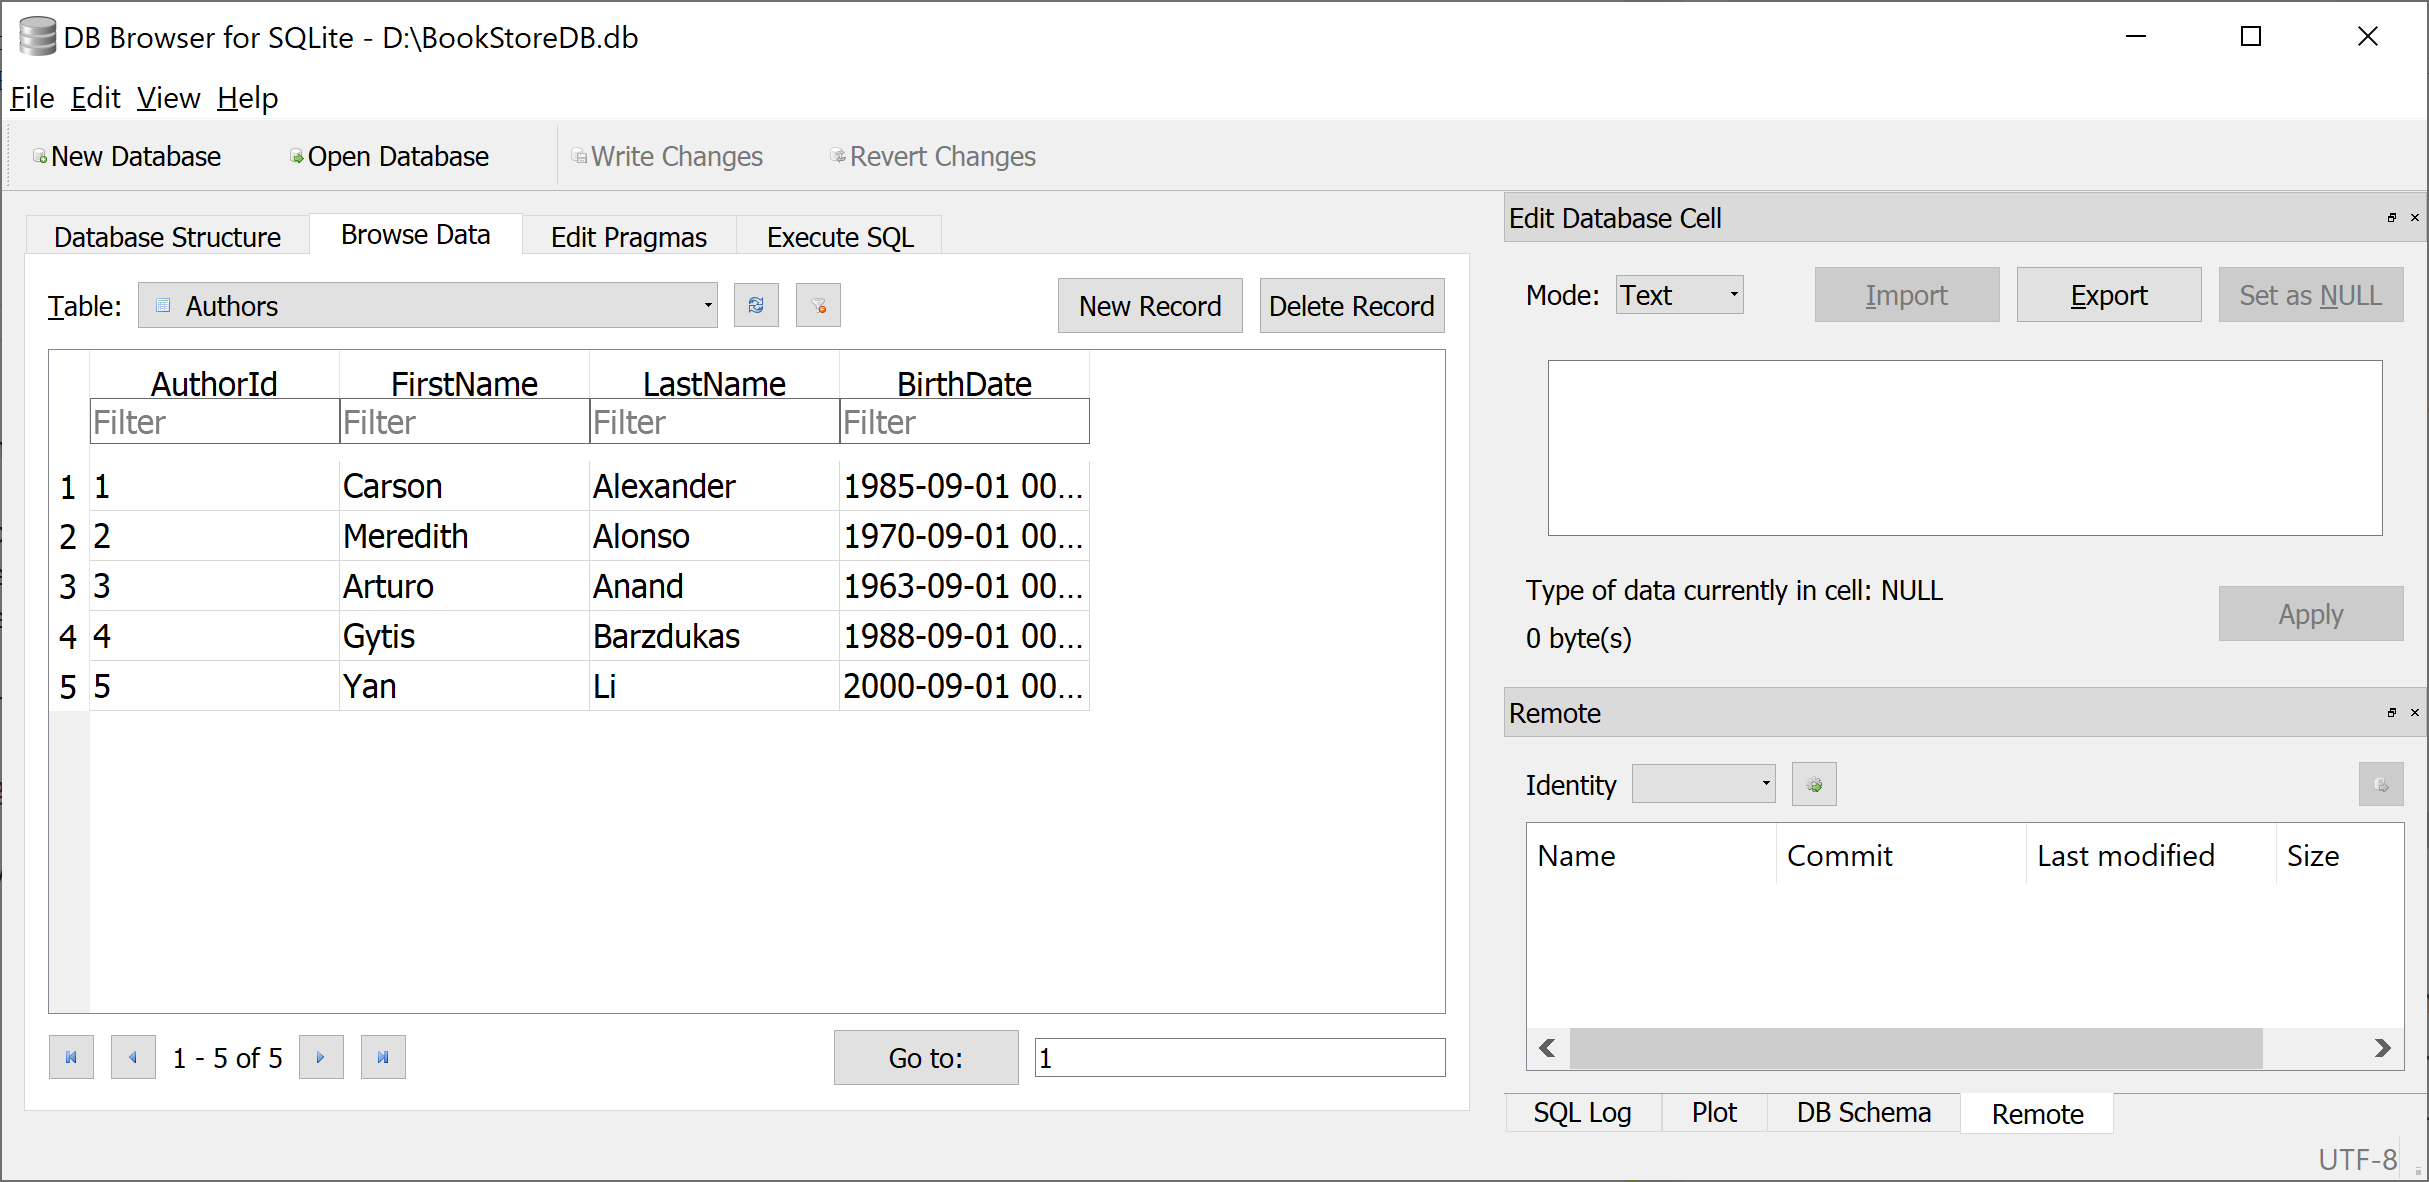 DB Browser for SQLite - D:\BookStoreDB.db
File Edit View Help
New Database Open Database Write Changes Revert Changes
Database Structure Browse Data Edit Pragmas Execute SQL
Table: Authors New Record Delete Record
AuthorId FirstName LastName BirthDate
Filter Filter Filter Filter
1 1 Carson Alexander 1985-09-01 00...
2 2 Meredith Alonso 1970-09-01 00...
3 3 Arturo Anand 1963-09-01 00...
4 4 Gytis Barzdukas 1988-09-01 00...
5 5 Yan Li 2000-09-01 00...
1 - 5 of 5 Go to: 1
Edit Database Cell
Mode: Text Import Export Set as NULL
Type of data currently in cell: NULL
0 byte(s)
Apply
Remote
Identity
Name Commit Last modified Size
SQL Log Plot DB Schema Remote
UTF-8